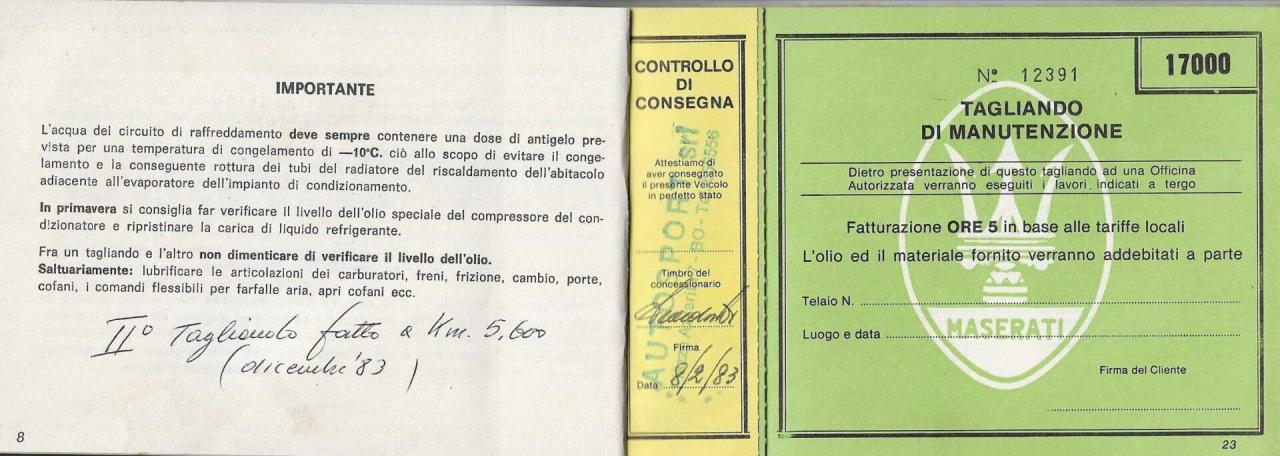 IMPORTANTE
L'acqua del circuito di raffreddamento deve sempre contenere una dose di antigelo pre-
vista per una temperatura di congelamento di —10°C. ciò allo scopo di evitare il conge-
lamento e la conseguente rottura dei tubi del radiatore del riscaldamento dell'abitacolo
adiacente all'evaporatore dell'impianto di condizionamento.
In primavera si consiglia far verificare il livello dell'olio speciale del compressore del con-
dizionatore e ripristinare la carica di liquido refrigerante.
Fra un tagliando e l'altro non dimenticare di verificare il livello dell'olio.
Saltuariamente: lubrificare le articolazioni dei carburatori, freni, frizione, cambio, porte,
cofani, i comandi flessibili per farfalle aria, apri cofani ecc.
II° Tagliando fatto a Km. 5,600
(dicembre '83)
8
CONTROLLO
DI
CONSEGNA
Attestiamo di
aver consegnato
il presente Veicolo
in perfetto stato
Timbro del
concessionario
Firma
Data 8/2/83
AUTOSPORT srl
17000
N° 12391
TAGLIANDO
DI MANUTENZIONE
Dietro presentazione di questo tagliando ad una Officina
Autorizzata verranno eseguiti i lavori indicati a tergo
Fatturazione ORE 5 in base alle tariffe locali
L'olio ed il materiale fornito verranno addebitati a parte
Telaio N.
Luogo e data
MASERATI
Firma del Cliente
23